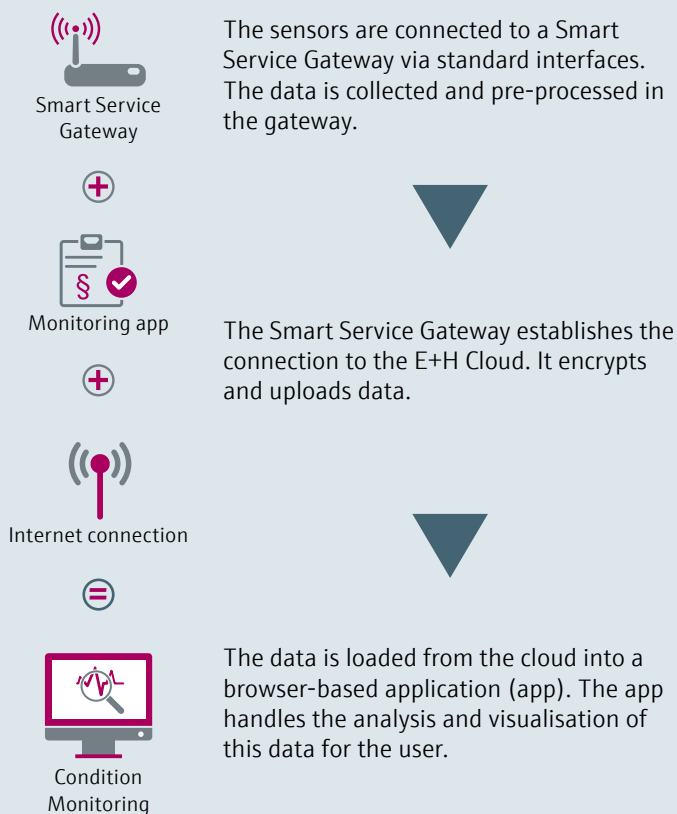 The sensors are connected to a Smart
Service Gateway via standard interfaces.
The data is collected and pre-processed in
the gateway.
Smart Service
Gateway
+
§
Monitoring app
The Smart Service Gateway establishes the
connection to the E+H Cloud. It encrypts
and uploads data.
+
Internet connection
=
The data is loaded from the cloud into a
browser-based application (app). The app
handles the analysis and visualisation of
this data for the user.
Condition
Monitoring